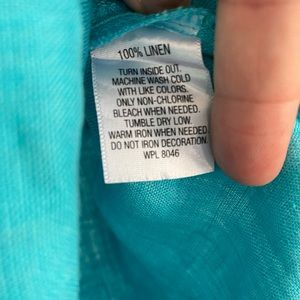 100% LINEN
TURN INSIDE OUT.
MACHINE WASH COLD
WITH LIKE COLORS.
ONLY NON-CHLORINE
BLEACH WHEN NEEDED.
TUMBLE DRY LOW.
WARM IRON WHEN NEEDED
DO NOT IRON DECORATION.
WPL 8046